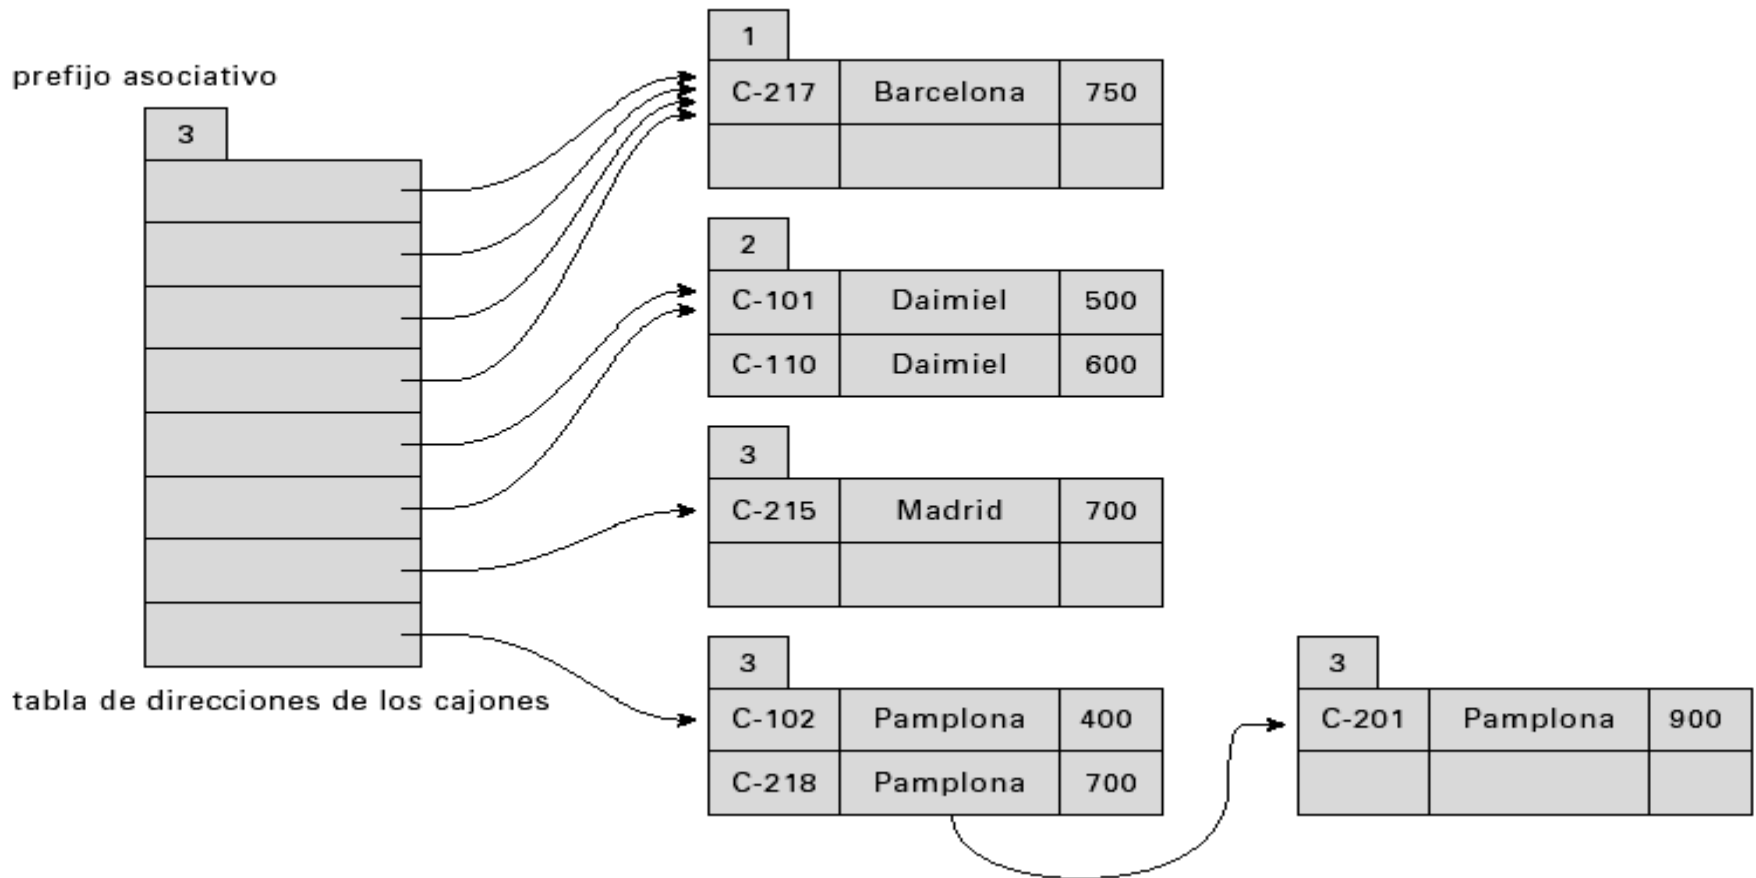 prefijo asociativo
3
tabla de direcciones de los cajones
1
C-217 Barcelona 750
2
C-101 Daimiel 500
C-110 Daimiel 600
3
C-215 Madrid 700
3
C-102 Pamplona 400
C-218 Pamplona 700
3
C-201 Pamplona 900